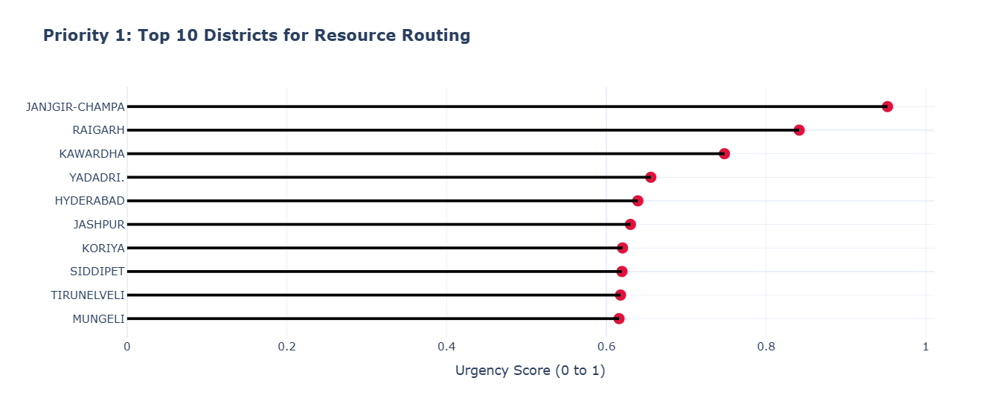 Priority 1: Top 10 Districts for Resource Routing
JANJGIR-CHAMPA
RAIGARH
KAWARDHA
YADADRI.
HYDERABAD
JASHPUR
KORIYA
SIDDIPET
TIRUNELVELI
MUNGELI
0 0.2 0.4 0.6 0.8 1
Urgency Score (0 to 1)